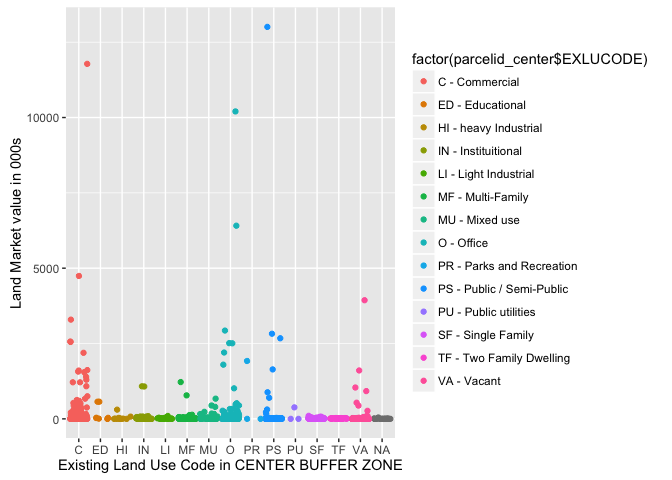 Land Market value in 000s
10000
5000
0
C ED HI IN LI MF MU O PR PS PU SF TF VA NA
Existing Land Use Code in CENTER BUFFER ZONE
factor(parcelid_center$EXLUCODE)
C - Commercial
ED - Educational
HI - heavy Industrial
IN - Instituitional
LI - Light Industrial
MF - Multi-Family
MU - Mixed use
O - Office
PR - Parks and Recreation
PS - Public / Semi-Public
PU - Public utilities
SF - Single Family
TF - Two Family Dwelling
VA - Vacant